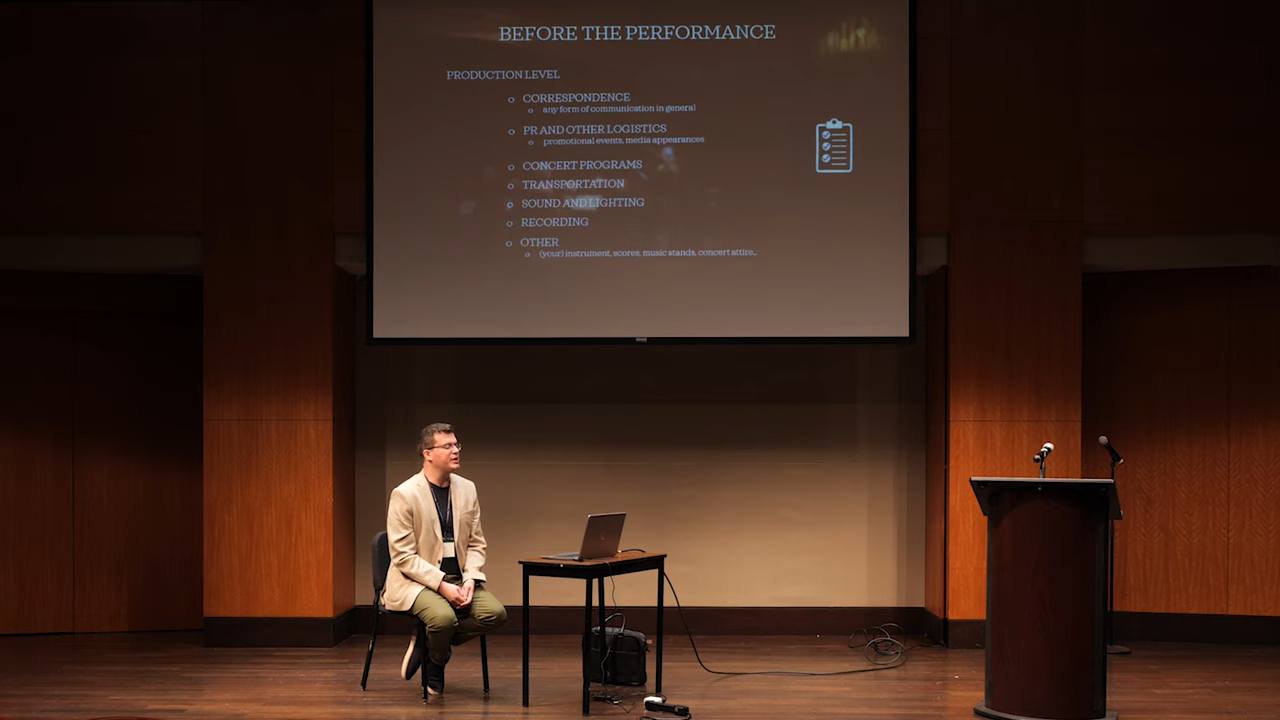 BEFORE THE PERFORMANCE
PRODUCTION LEVEL
o CORRESPONDENCE
o any form of communication in general
o PR AND OTHER LOGISTICS
o promotional events, media appearances
o CONCERT PROGRAMS
o TRANSPORTATION
o SOUND AND LIGHTING
o RECORDING
o OTHER
o (your) instrument, scores, music stands, concert attire..